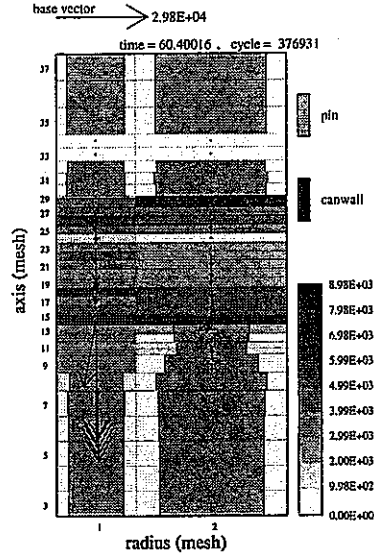 base vector
2.98E+04
time = 60.40016 , cycle = 376931
37
35
33
31
29
27
25
23
21
19
17
15
13
11
9
7
5
3
axis (mesh)
1
2
radius (mesh)
pin
canwall
8.98E+03
7.98E+03
6.98E+03
5.99E+03
4.99E+03
3.99E+03
2.99E+03
2.00E+03
9.98E+02
0.00E+00